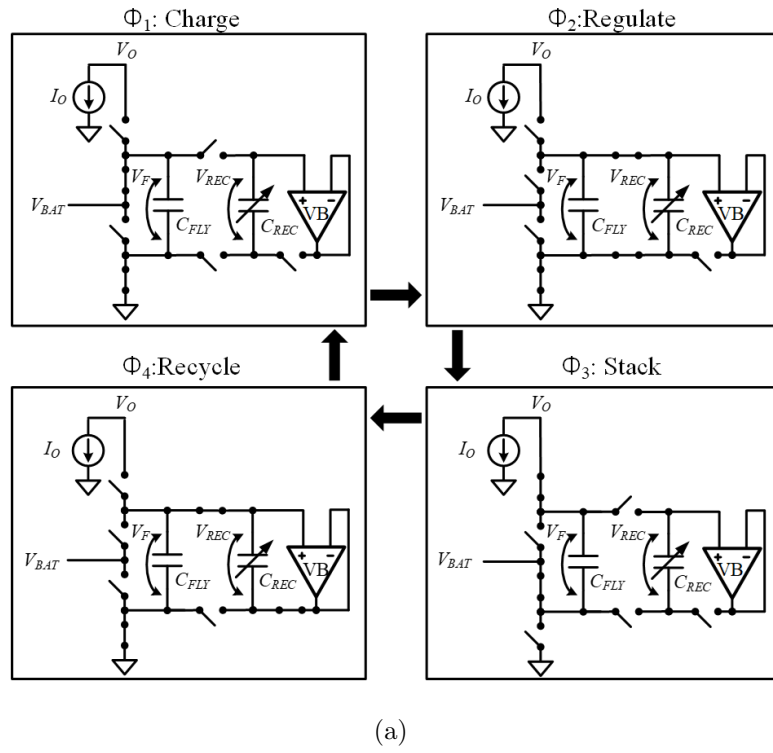 Φ1: Charge
VO
IO
VF
VREC
VBAT
CFLY
CREC
+ -
VB
Φ2:Regulate
VO
IO
VF
VREC
VBAT
CFLY
CREC
+ -
VB
Φ4:Recycle
VO
IO
VF
VREC
VBAT
CFLY
CREC
+ -
VB
Φ3: Stack
VO
IO
VF
VREC
VBAT
CFLY
CREC
+ -
VB
(a)